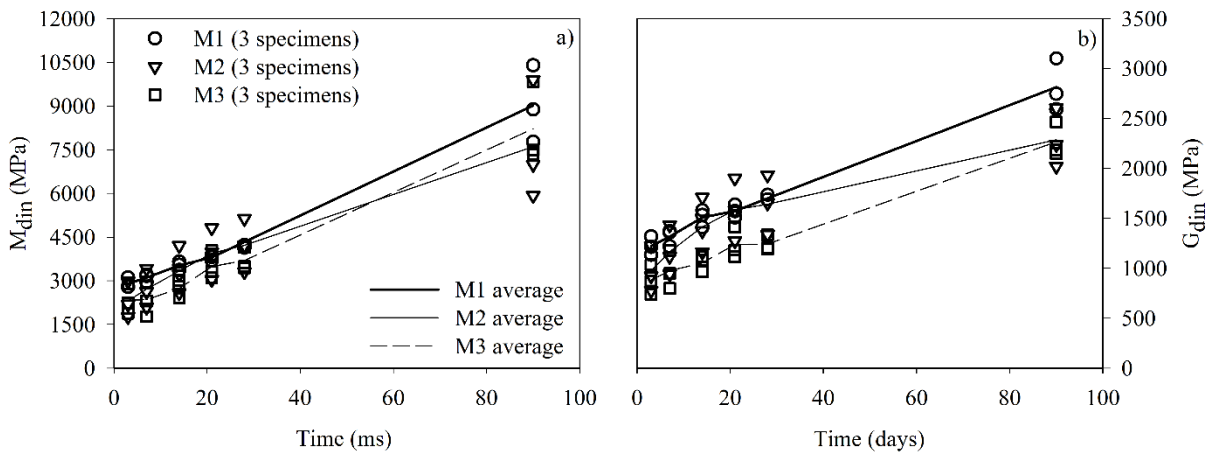 12000
10500
9000
7500
6000
4500
3000
1500
0
M_din (MPa)
a)
M1 (3 specimens)
M2 (3 specimens)
M3 (3 specimens)
M1 average
M2 average
M3 average
0 20 40 60 80 100
Time (ms)
b)
3500
3000
2500
2000
1500
1000
500
0
G_din (MPa)
0 20 40 60 80 100
Time (days)